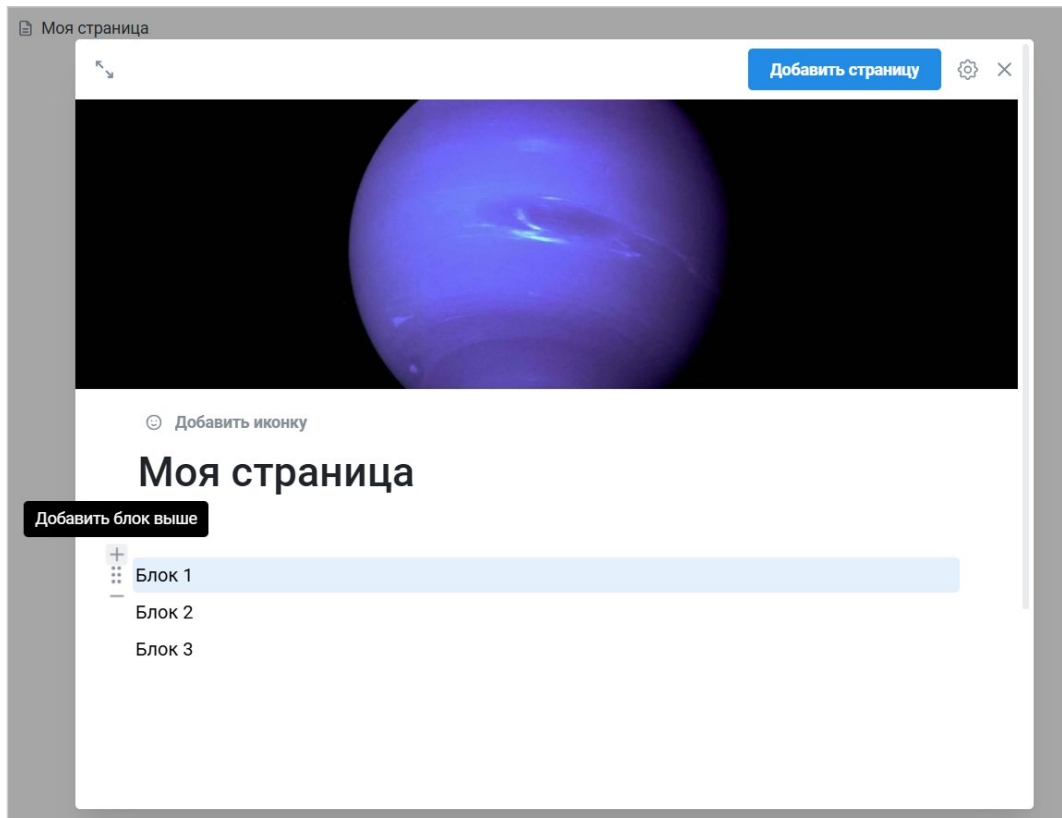 Моя страница
Добавить страницу
Добавить иконку
Моя страница
Добавить блок выше
Блок 1
Блок 2
Блок 3